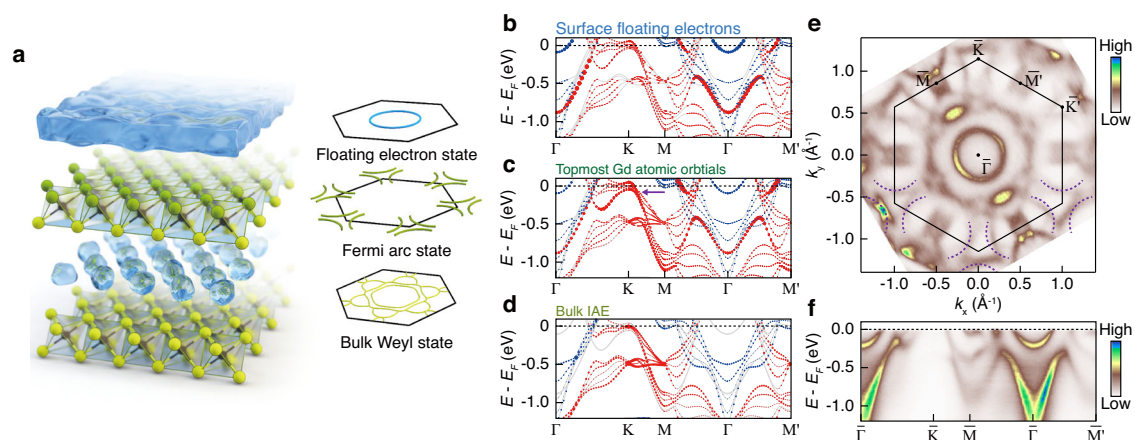 a
Floating electron state
Fermi arc state
Bulk Weyl state
b
Surface floating electrons
E - E_F (eV)
0
-0.5
-1.0
Γ K M Γ M'
c
Topmost Gd atomic orbtials
E - E_F (eV)
0
-0.5
-1.0
Γ K M Γ M'
d
Bulk IAE
E - E_F (eV)
0
-0.5
-1.0
Γ K M Γ M'
e
k_y (Å⁻¹)
1.0
0.5
0.0
-0.5
-1.0
K̅
M̅ M̅'
K̅'
Γ̅
-1.0 -0.5 0.0 0.5 1.0
k_x (Å⁻¹)
High
Low
f
E - E_F (eV)
0.0
-0.5
-1.0
Γ̅ K̅ M̅ Γ̅ M̅'
High
Low